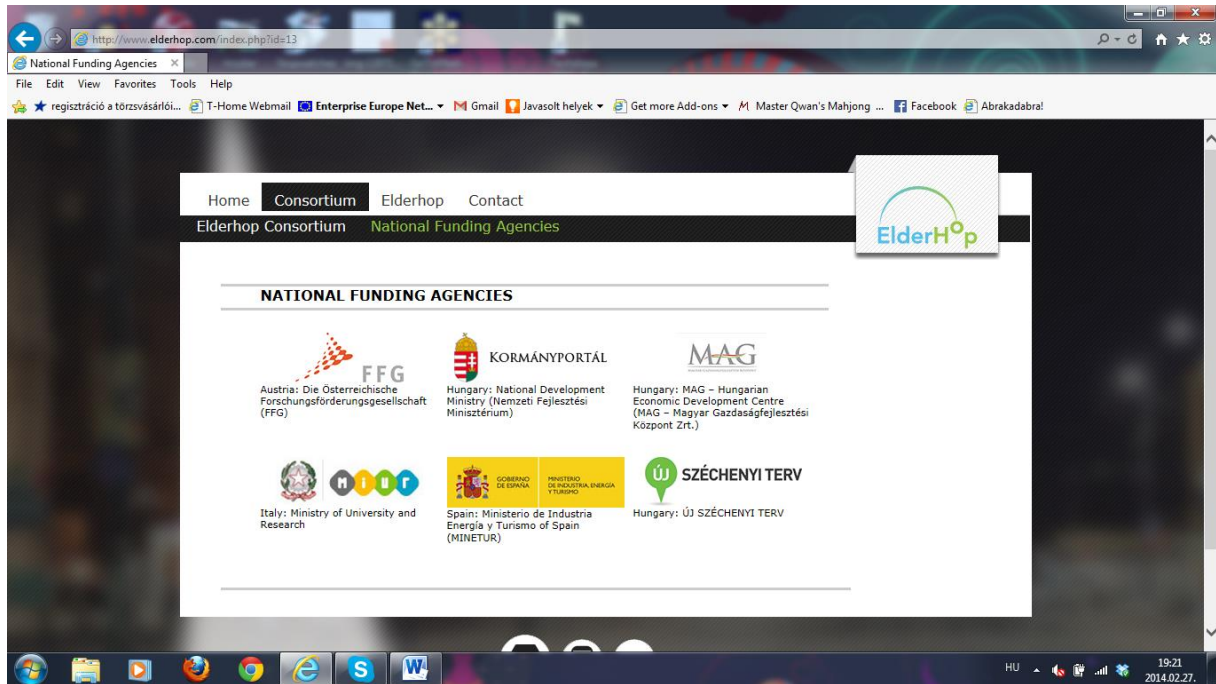 http://www.elderhop.com/index.php?id=13
National Funding Agencies
File Edit View Favorites Tools Help
regisztráció a törzsvásárlói... T-Home Webmail Enterprise Europe Net... Gmail Javasolt helyek Get more Add-ons Master Qwan's Mahjong ... Facebook Abrakadabra!
Home Consortium Elderhop Contact
Elderhop Consortium National Funding Agencies
ElderHop
NATIONAL FUNDING AGENCIES
FFG
Austria: Die Österreichische
Forschungsförderungsgesellschaft
(FFG)
KORMÁNYPORTÁL
Hungary: National Development
Ministry (Nemzeti Fejlesztési
Minisztérium)
MAG
Hungary: MAG – Hungarian
Economic Development Centre
(MAG – Magyar Gazdaságfejlesztési
Központ Zrt.)
miur
Italy: Ministry of University and
Research
GOBIERNO
DE ESPAÑA
MINISTERIO
DE INDUSTRIA, ENERGÍA
Y TURISMO
Spain: Ministerio de Industria
Energía y Turismo of Spain
(MINETUR)
ÚJ SZÉCHENYI TERV
Hungary: ÚJ SZÉCHENYI TERV
HU
19:21
2014.02.27.